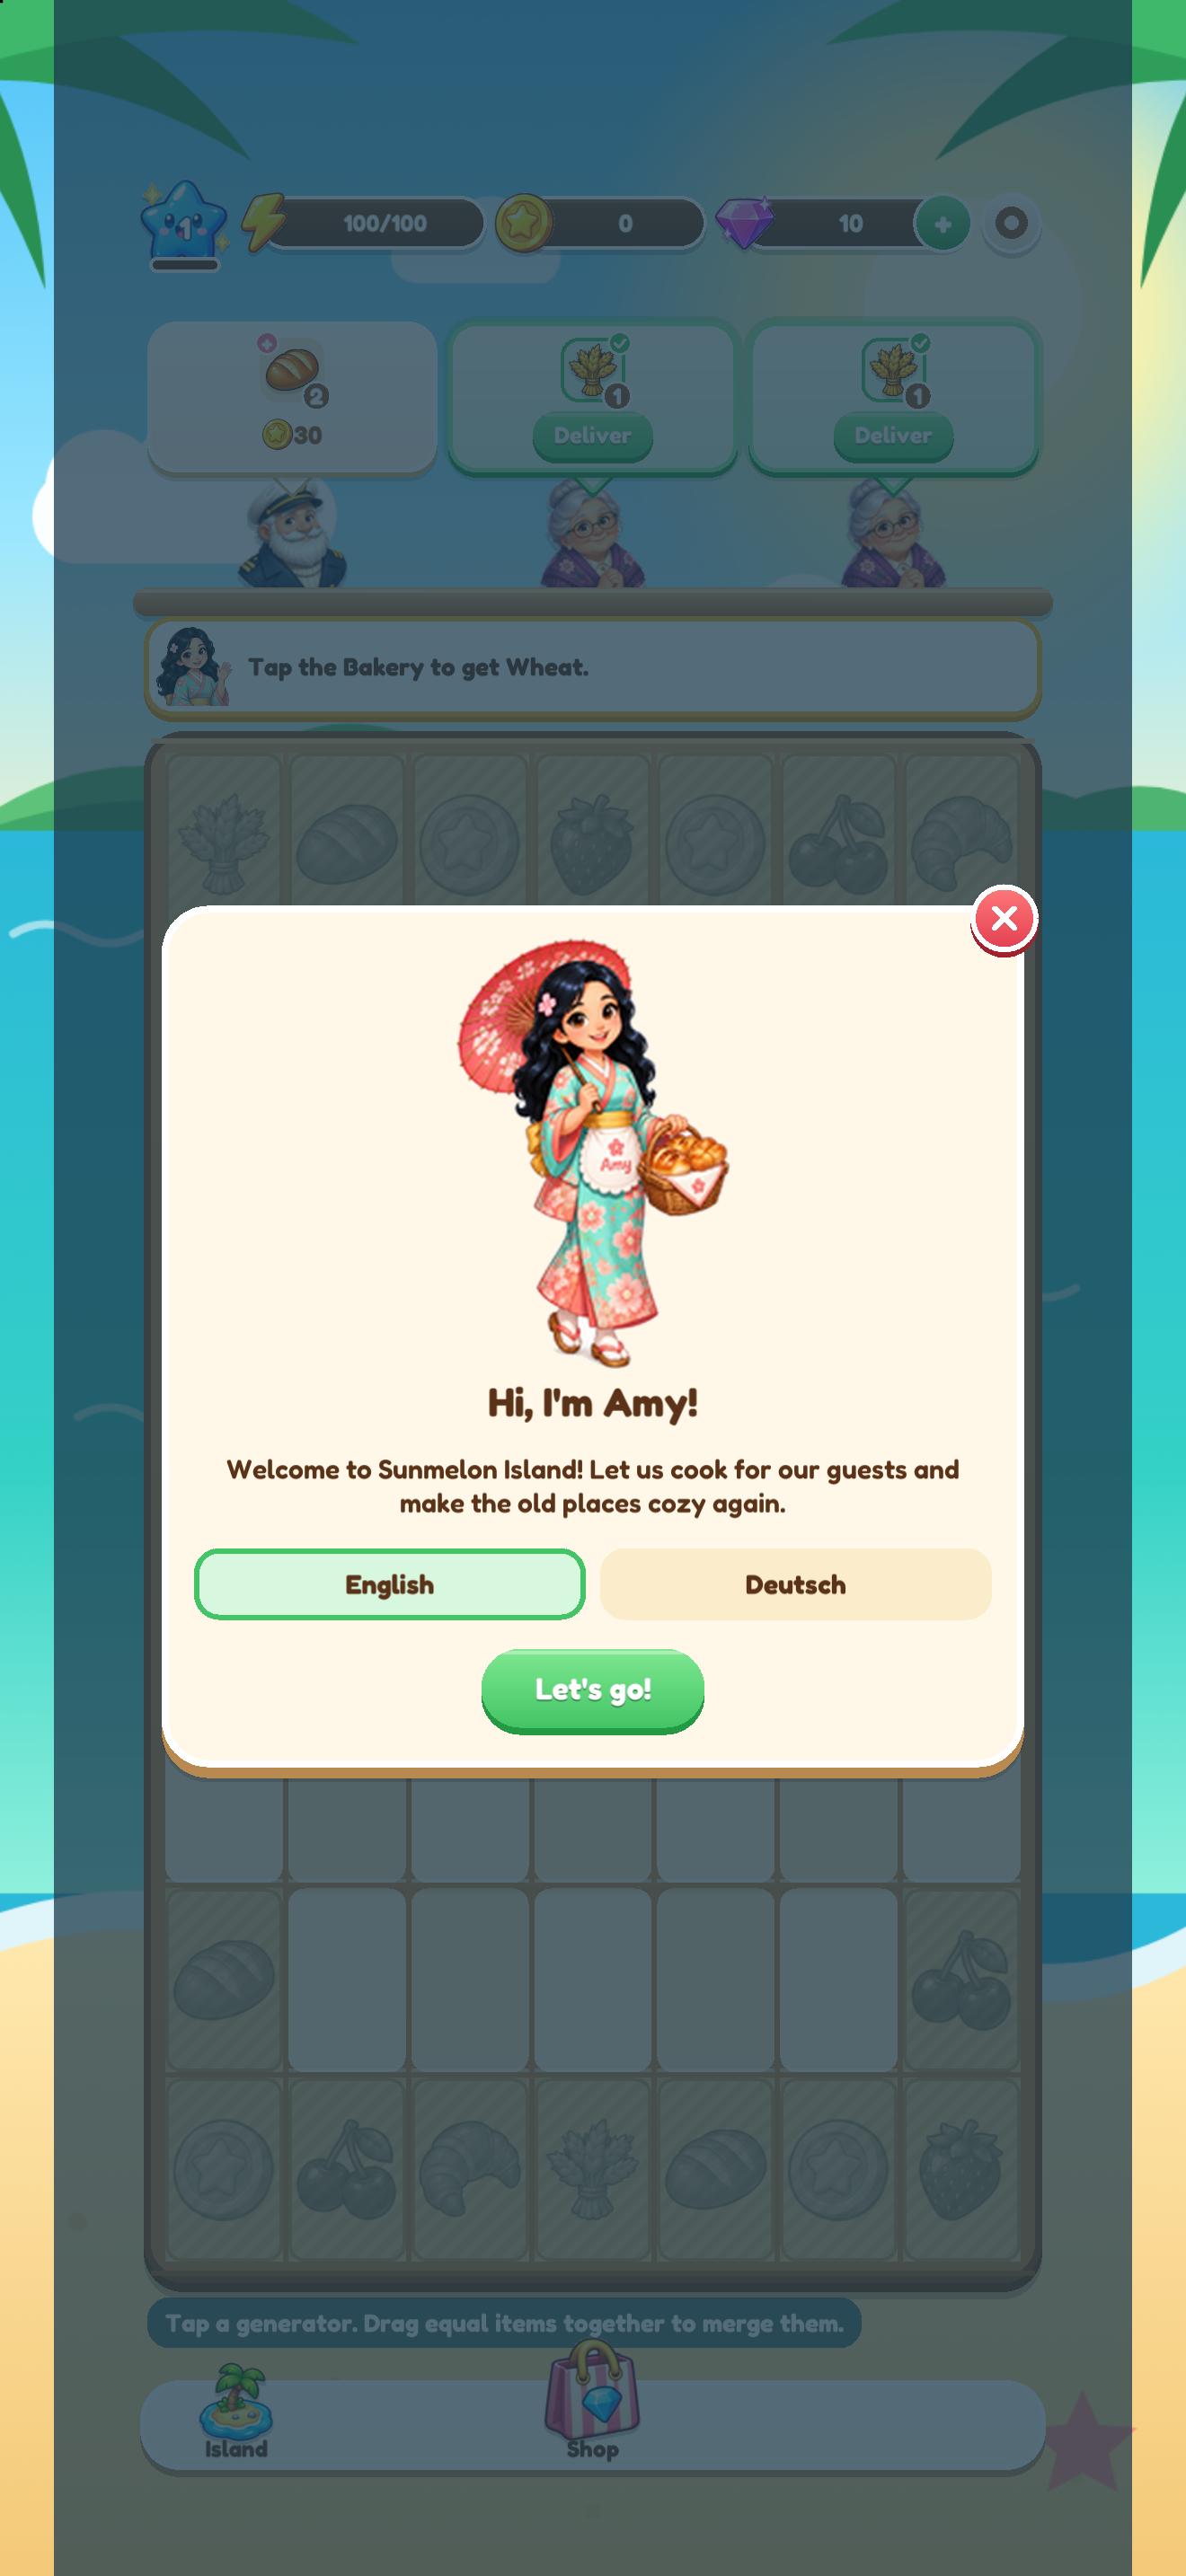 1
100/100
0
10
2
30
1
Deliver
1
Deliver
Tap the Bakery to get Wheat.
Amy
Hi, I'm Amy!
Welcome to Sunmelon Island! Let us cook for our guests and
make the old places cozy again.
English
Deutsch
Let's go!
Tap a generator. Drag equal items together to merge them.
Island
Shop